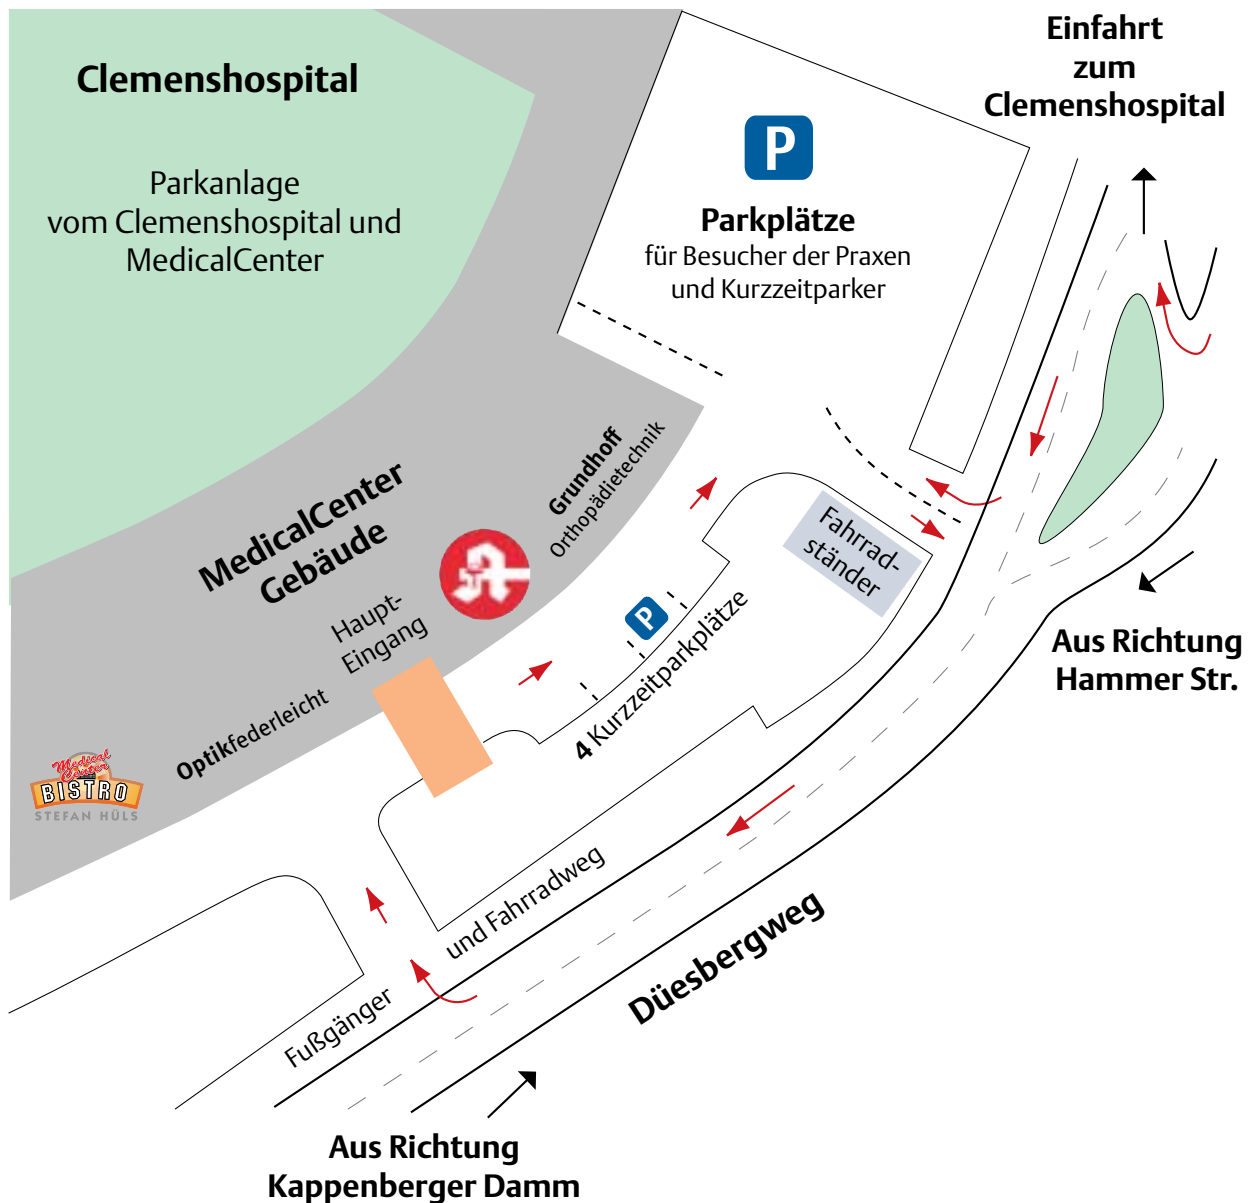 Clemenshospital
Parkanlage
vom Clemenshospital und
MedicalCenter
P
Parkplätze
für Besucher der Praxen
und Kurzzeitparker
Einfahrt
zum
Clemenshospital
MedicalCenter
Gebäude
Grundhoff
Orthopädietechnik
Haupt-
Eingang
Optikfederleicht
Medical
Center
BISTRO
STEFAN HÜLS
P
4 Kurzzeitparkplätze
Fahrrad-
ständer
Aus Richtung
Hammer Str.
Fußgänger und Fahrradweg
Düesbergweg
Aus Richtung
Kappenberger Damm